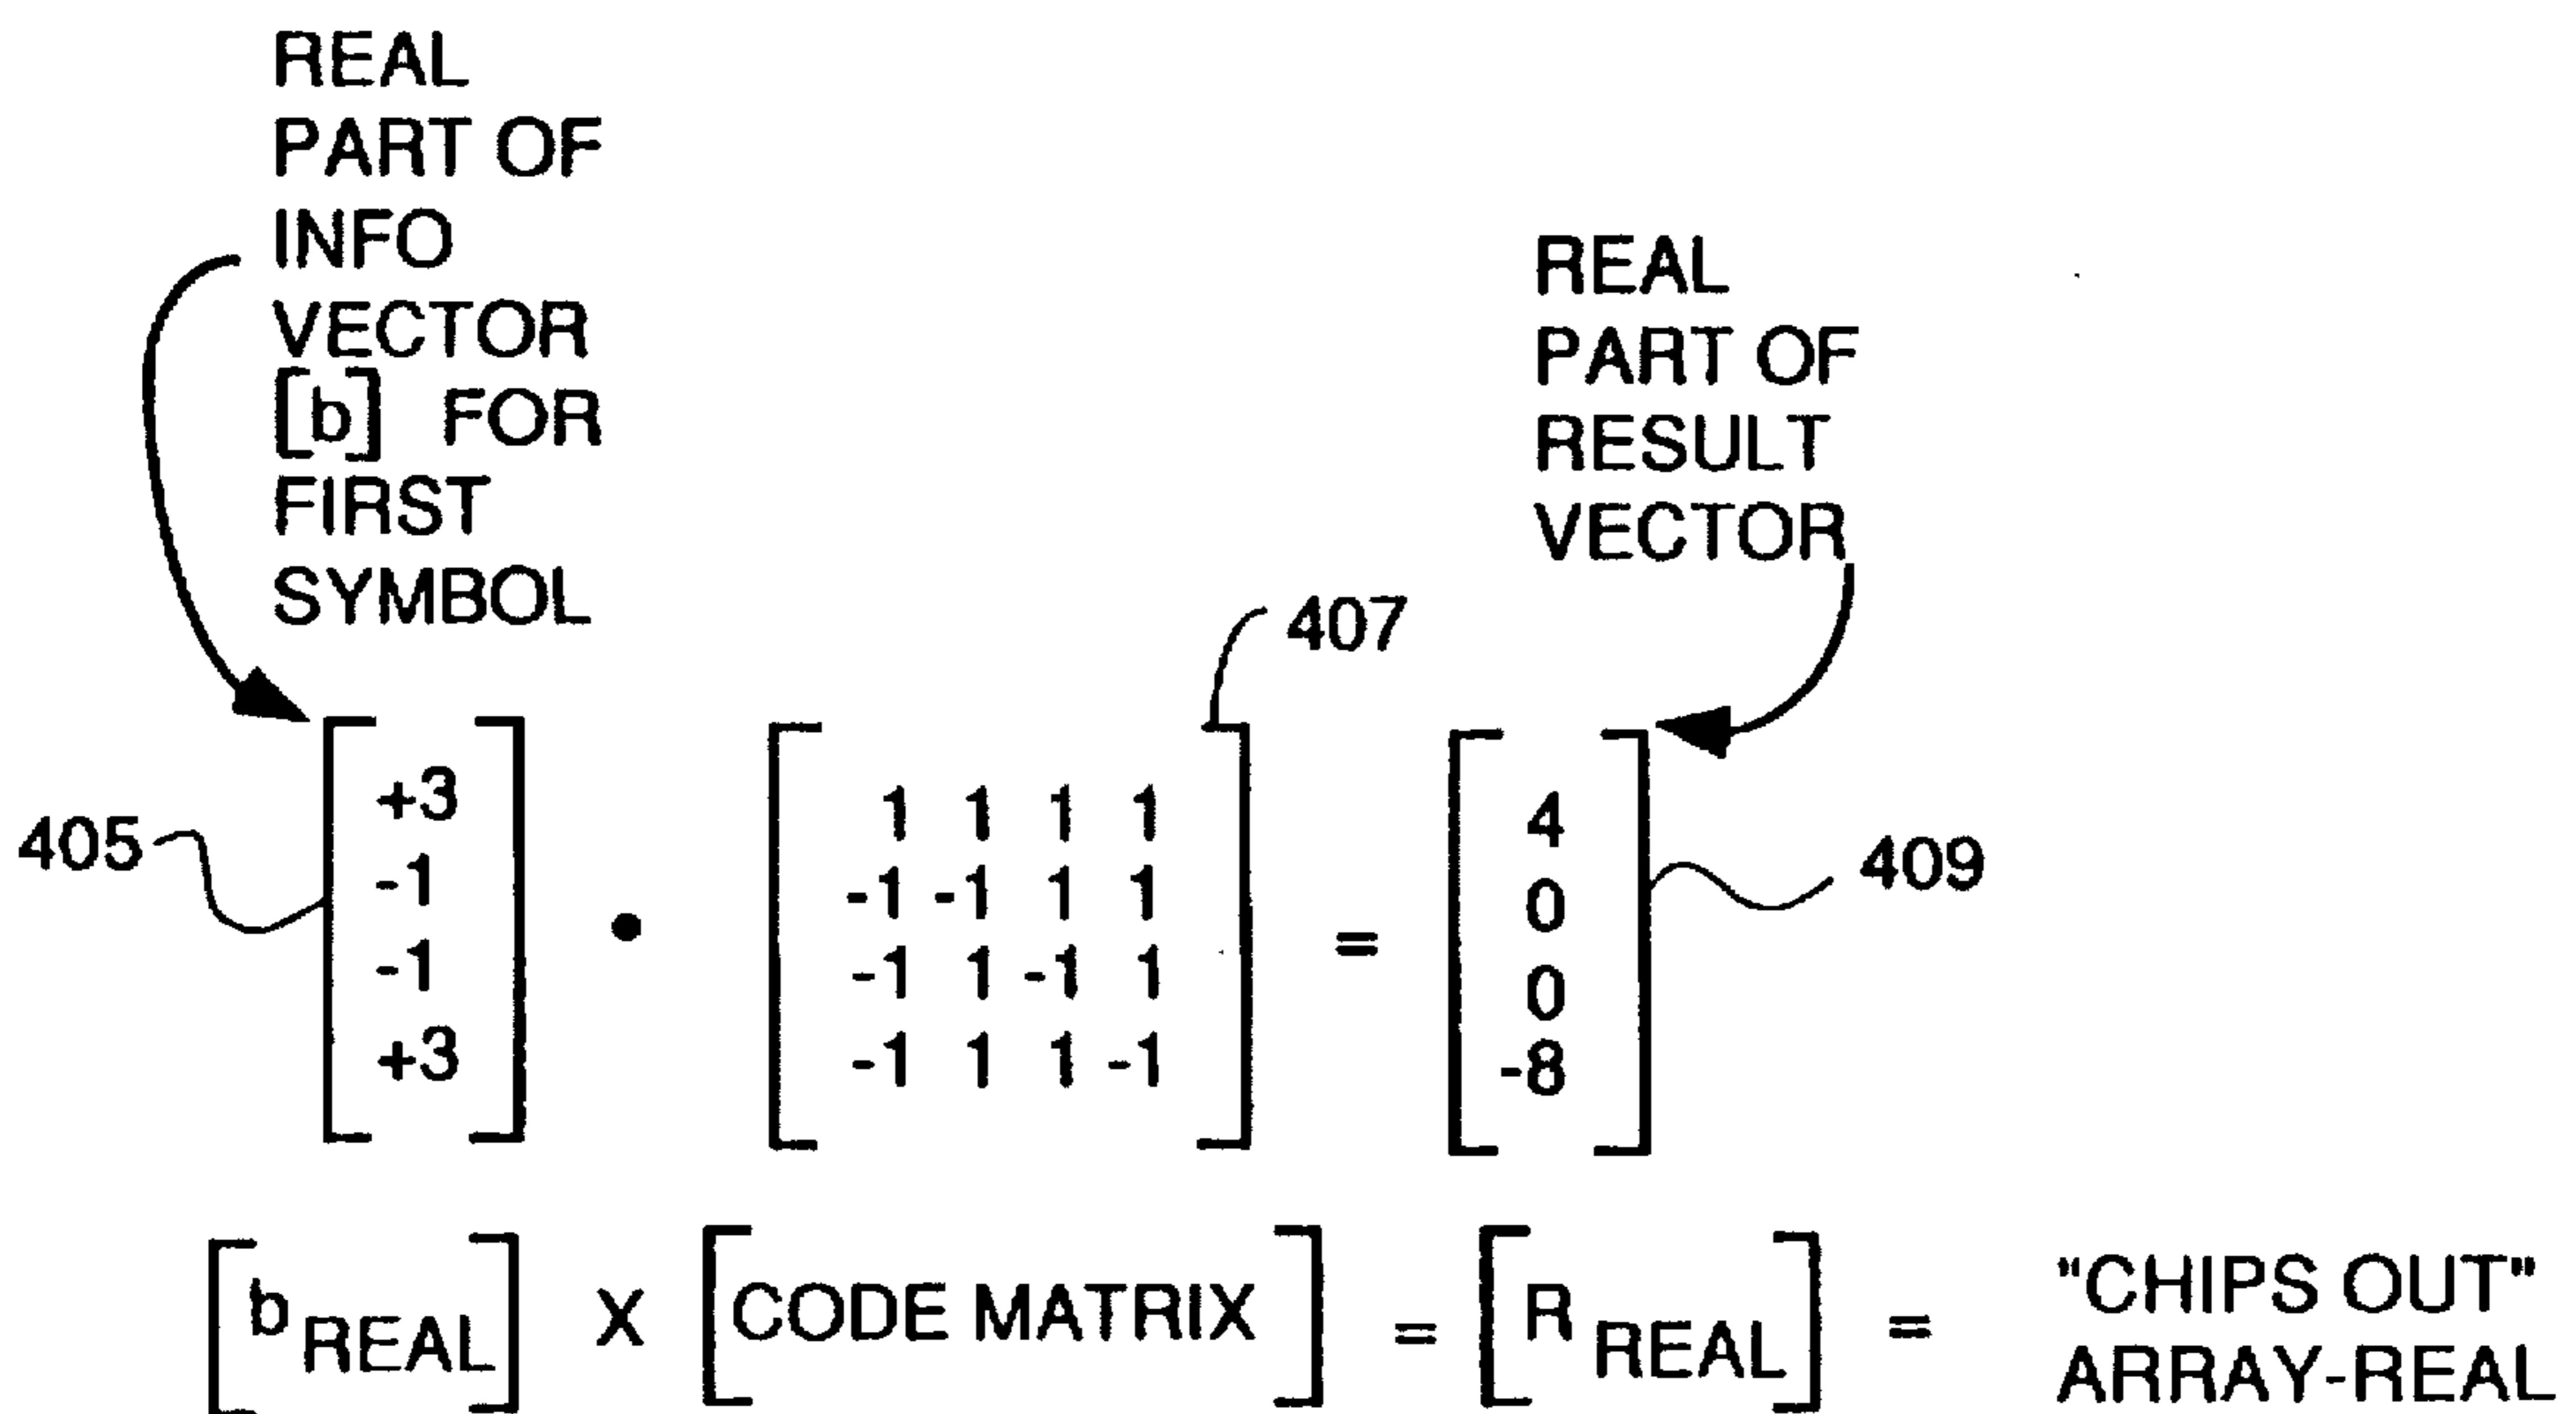 REAL
PART OF
INFO
VECTOR
[b] FOR
FIRST
SYMBOL
REAL
PART OF
RESULT
VECTOR
407
405
+3
-1
-1
+3
•
1 1 1 1
-1 -1 1 1
-1 1 -1 1
-1 1 1 -1
=
4
0
0
-8
409
[b REAL] X [CODE MATRIX] = [R REAL] = "CHIPS OUT"
ARRAY-REAL